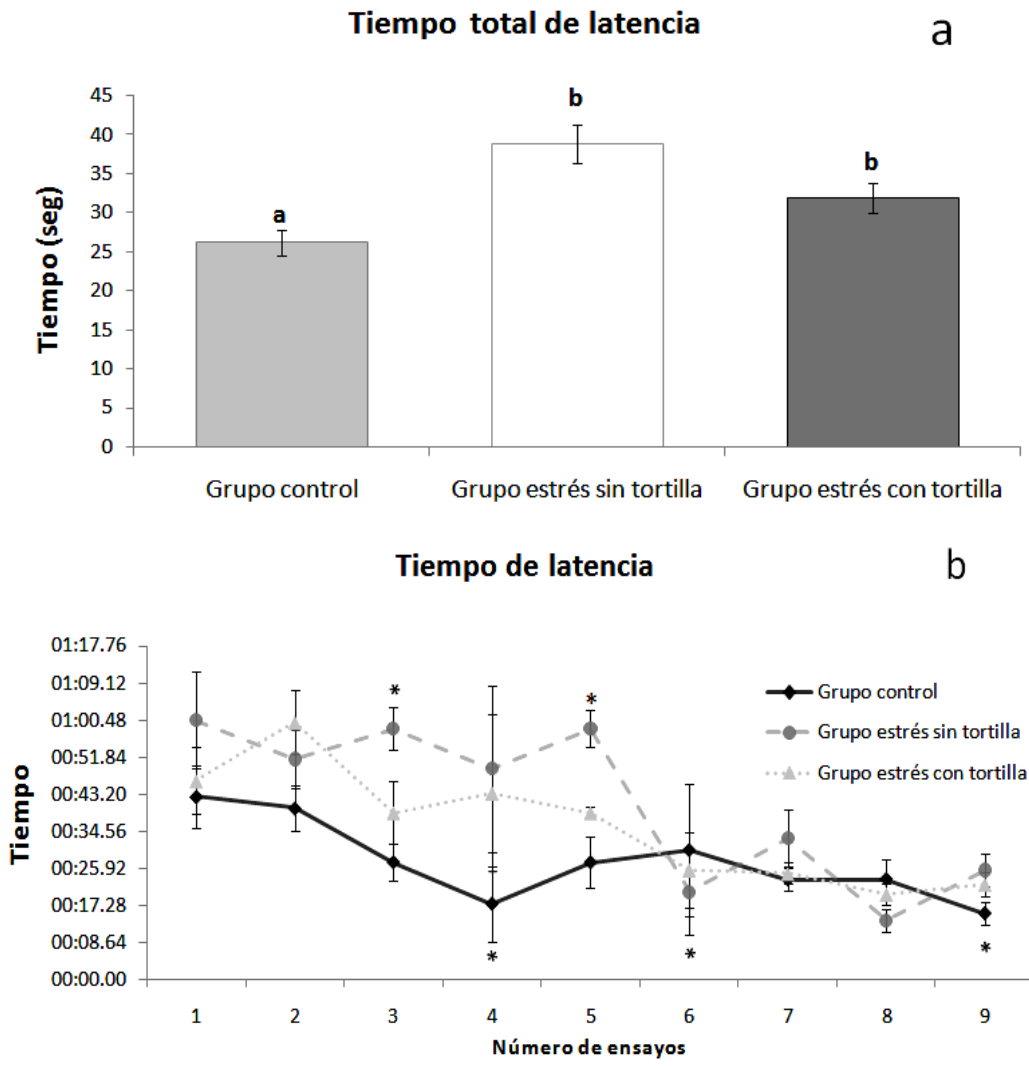 Tiempo total de latencia
a
45
40
35
30
25
20
15
10
5
0
Tiempo (seg)
a
b
b
Grupo control
Grupo estrés sin tortilla
Grupo estrés con tortilla
Tiempo de latencia
b
01:17.76
01:09.12
01:00.48
00:51.84
00:43.20
00:34.56
00:25.92
00:17.28
00:08.64
00:00.00
Tiempo
*
*
*
*
*
Grupo control
Grupo estrés sin tortilla
Grupo estrés con tortilla
1 2 3 4 5 6 7 8 9
Número de ensayos